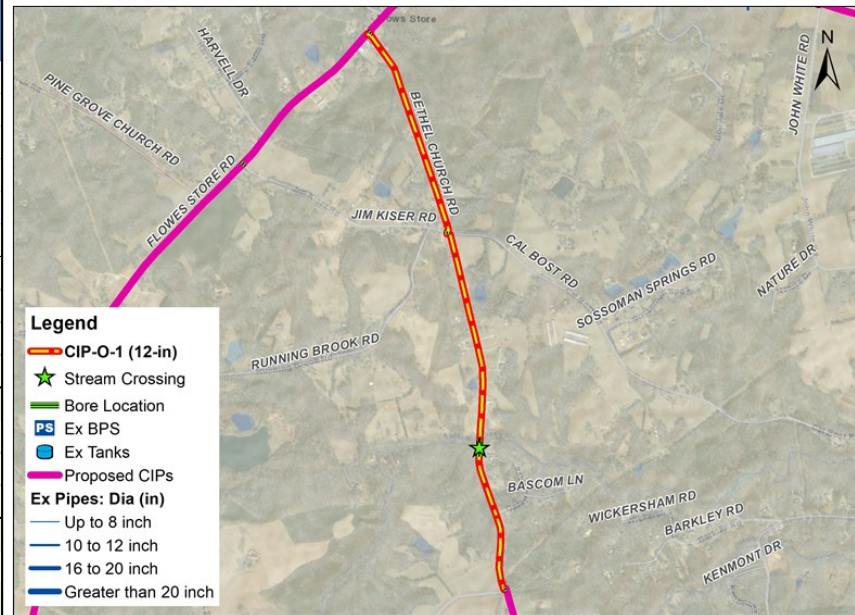 Flows Store
N
HARVELL DR
JOHN WHITE RD
PINE GROVE CHURCH RD
BETHEL CHURCH RD
FLOWES STORE RD
JIM KISER RD
CAL BOST RD
SOSSOMAN SPRINGS RD
NATURE DR
RUNNING BROOK RD
BASCOM LN
WICKERSHAM RD
BARKLEY RD
KENMONT DR
Legend
CIP-O-1 (12-in)
Stream Crossing
Bore Location
PS Ex BPS
Ex Tanks
Proposed CIPs
Ex Pipes: Dia (in)
Up to 8 inch
10 to 12 inch
16 to 20 inch
Greater than 20 inch